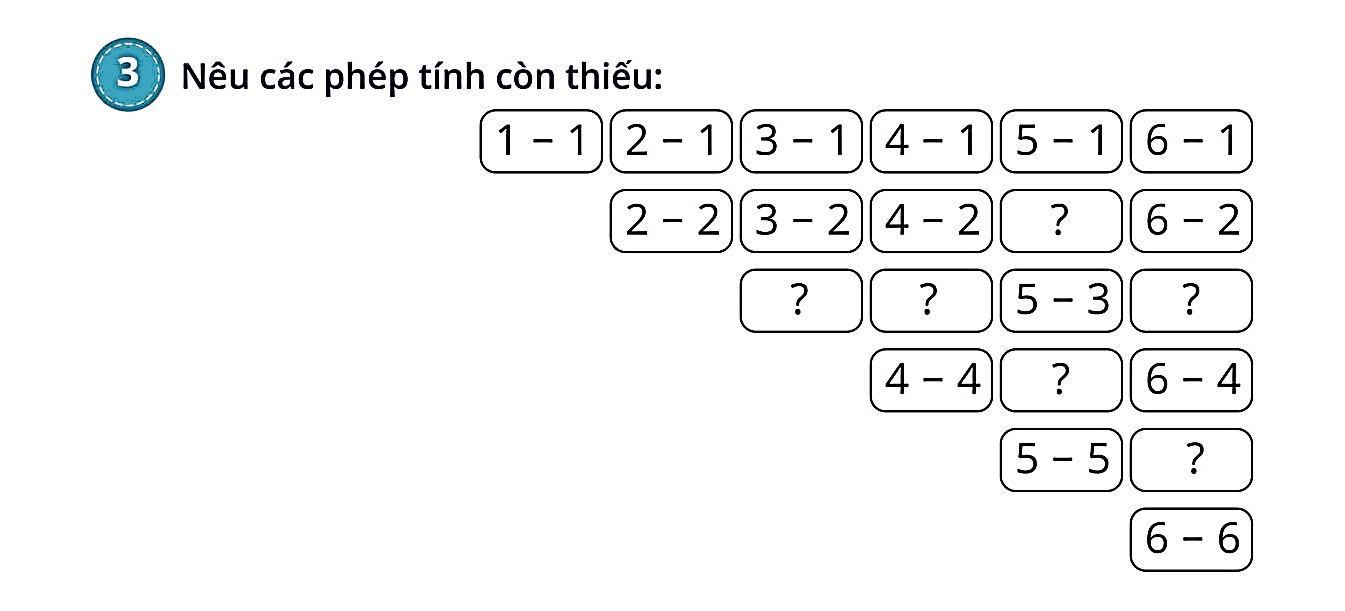 3 Nêu các phép tính còn thiếu:
1 – 1 2 – 1 3 – 1 4 – 1 5 – 1 6 – 1
2 – 2 3 – 2 4 – 2 ? 6 – 2
? ? 5 – 3 ?
4 – 4 ? 6 – 4
5 – 5 ?
6 – 6